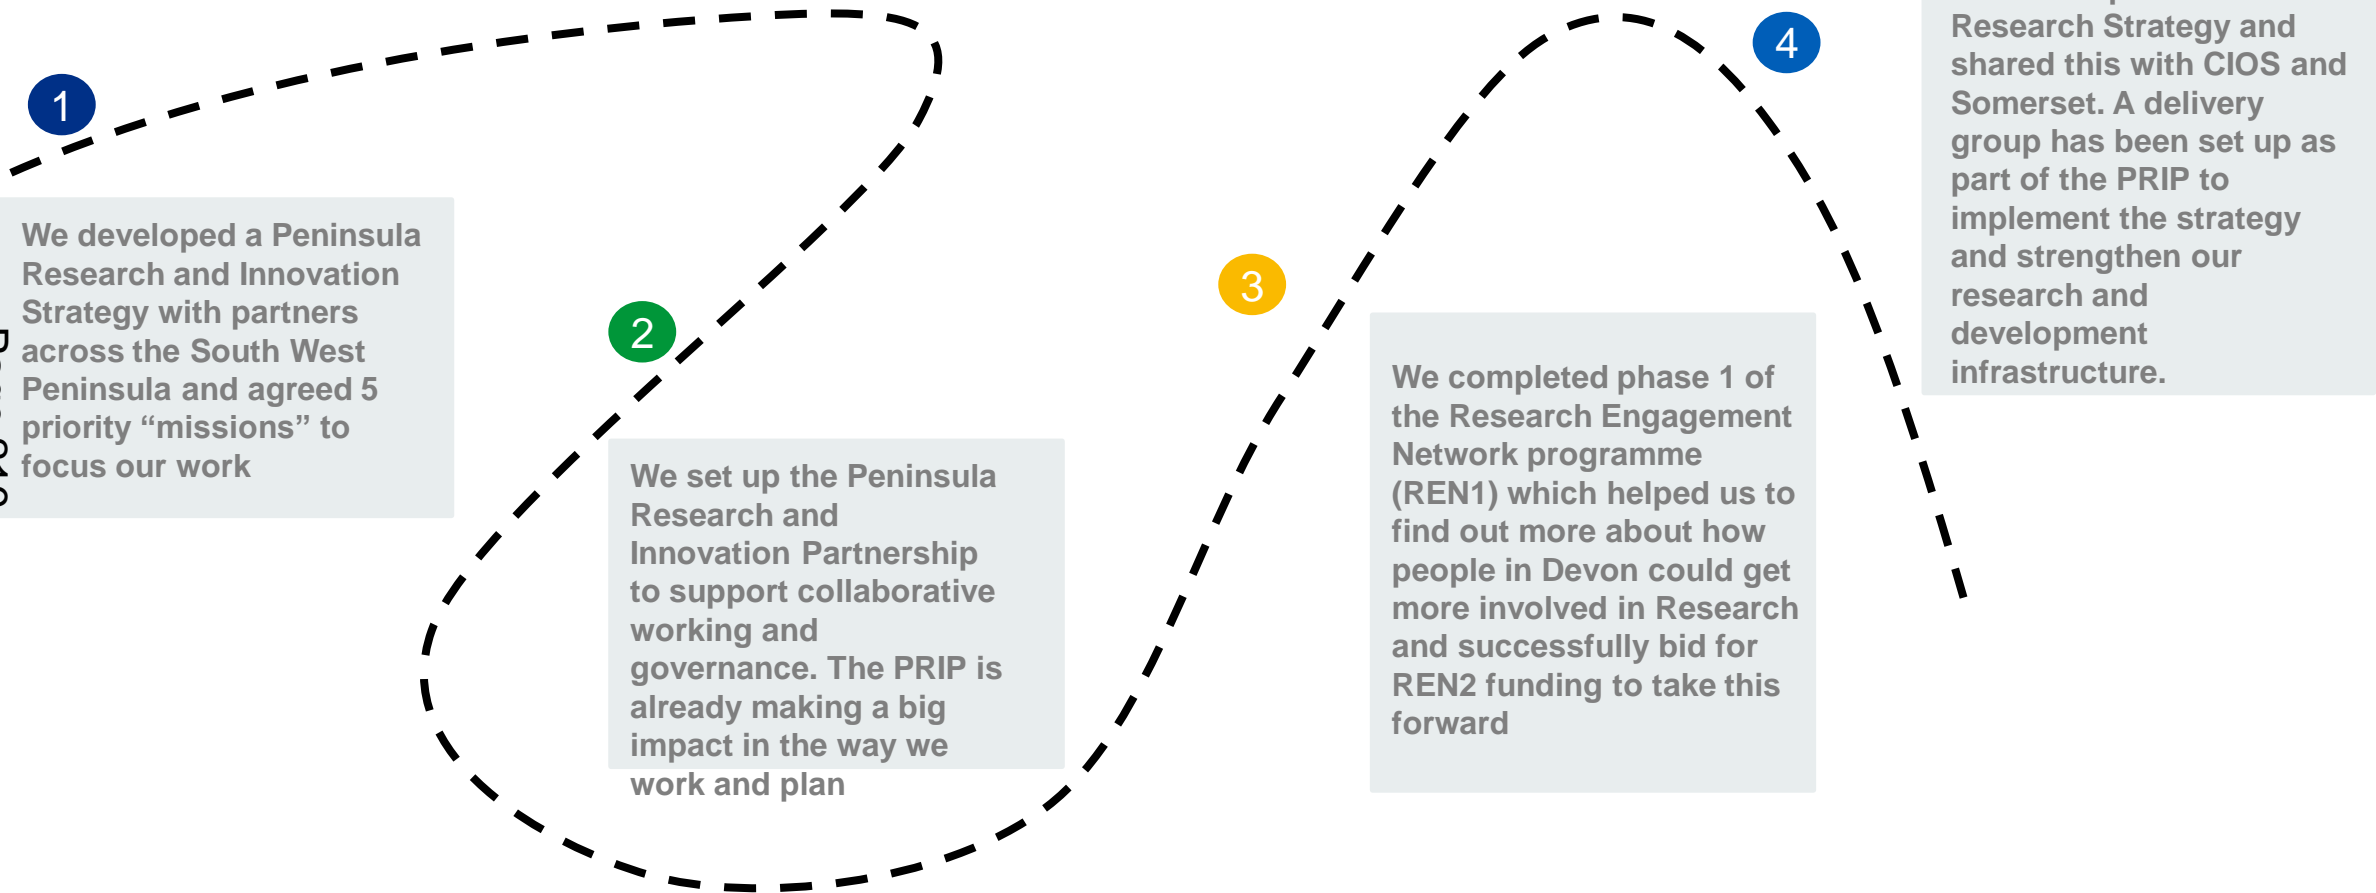 1
We developed a Peninsula
Research and Innovation
Strategy with partners
across the South West
Peninsula and agreed 5
priority “missions” to
focus our work
2
We set up the Peninsula
Research and
Innovation Partnership
to support collaborative
working and
governance. The PRIP is
already making a big
impact in the way we
work and plan
3
We completed phase 1 of
the Research Engagement
Network programme
(REN1) which helped us to
find out more about how
people in Devon could get
more involved in Research
and successfully bid for
REN2 funding to take this
forward
4
Research Strategy and
shared this with CIOS and
Somerset. A delivery
group has been set up as
part of the PRIP to
implement the strategy
and strengthen our
research and
development
infrastructure.